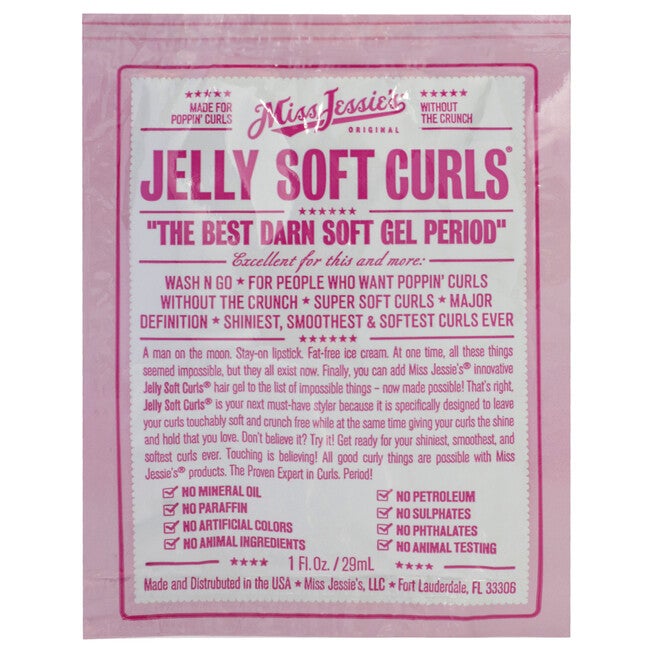 ★★★★★
MADE FOR
POPPIN' CURLS
Miss Jessie's
ORIGINAL
★★★★★
WITHOUT
THE CRUNCH
JELLY SOFT CURLS®
★★★★★★
"THE BEST DARN SOFT GEL PERIOD"
Excellent for this and more:
WASH N GO ★ FOR PEOPLE WHO WANT POPPIN' CURLS
WITHOUT THE CRUNCH ★ SUPER SOFT CURLS ★ MAJOR
DEFINITION ★ SHINIEST, SMOOTHEST & SOFTEST CURLS EVER
★★★★★★
A man on the moon. Stay-on lipstick. Fat-free ice cream. At one time, all these things
seemed impossible, but they all exist now. Finally, you can add Miss Jessie's® innovative
Jelly Soft Curls® hair gel to the list of impossible things – now made possible! That's right,
Jelly Soft Curls® is your next must-have styler because it is specifically designed to leave
your curls touchably soft and crunch free while at the same time giving your curls the shine
and hold that you love. Don't believe it? Try it! Get ready for your shiniest, smoothest, and
softest curls ever. Touching is believing! All good curly things are possible with Miss
Jessie's® products. The Proven Expert in Curls. Period!
NO MINERAL OIL
NO PARAFFIN
NO ARTIFICIAL COLORS
NO ANIMAL INGREDIENTS
NO PETROLEUM
NO SULPHATES
NO PHTHALATES
NO ANIMAL TESTING
★★★★ 1 Fl. Oz. / 29mL ★★★★
Made and Distrubuted in the USA ★ Miss Jessie's, LLC ★ Fort Lauderdale, FL 33306